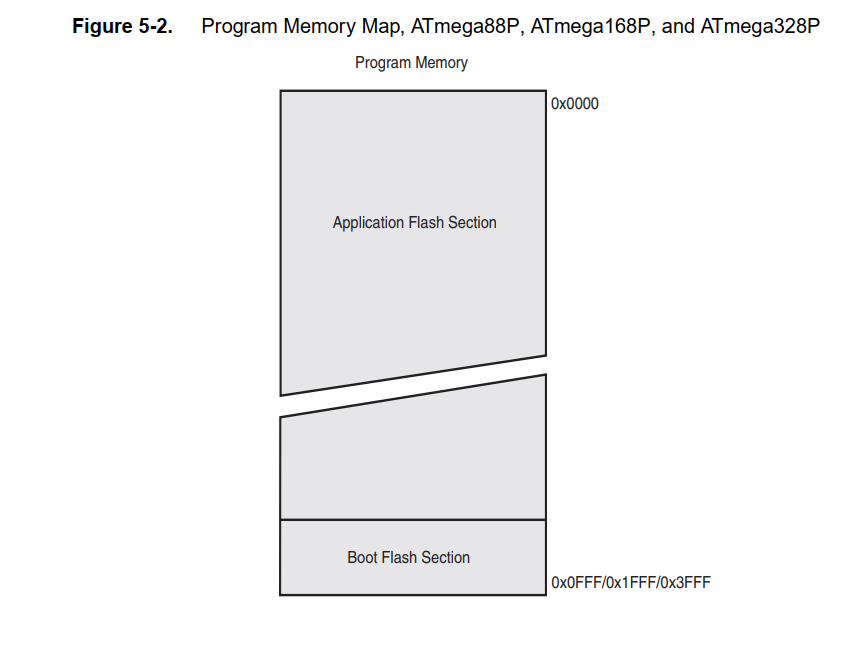 Figure 5-2. Program Memory Map, ATmega88P, ATmega168P, and ATmega328P
Program Memory
0x0000
Application Flash Section
Boot Flash Section
0x0FFF/0x1FFF/0x3FFF